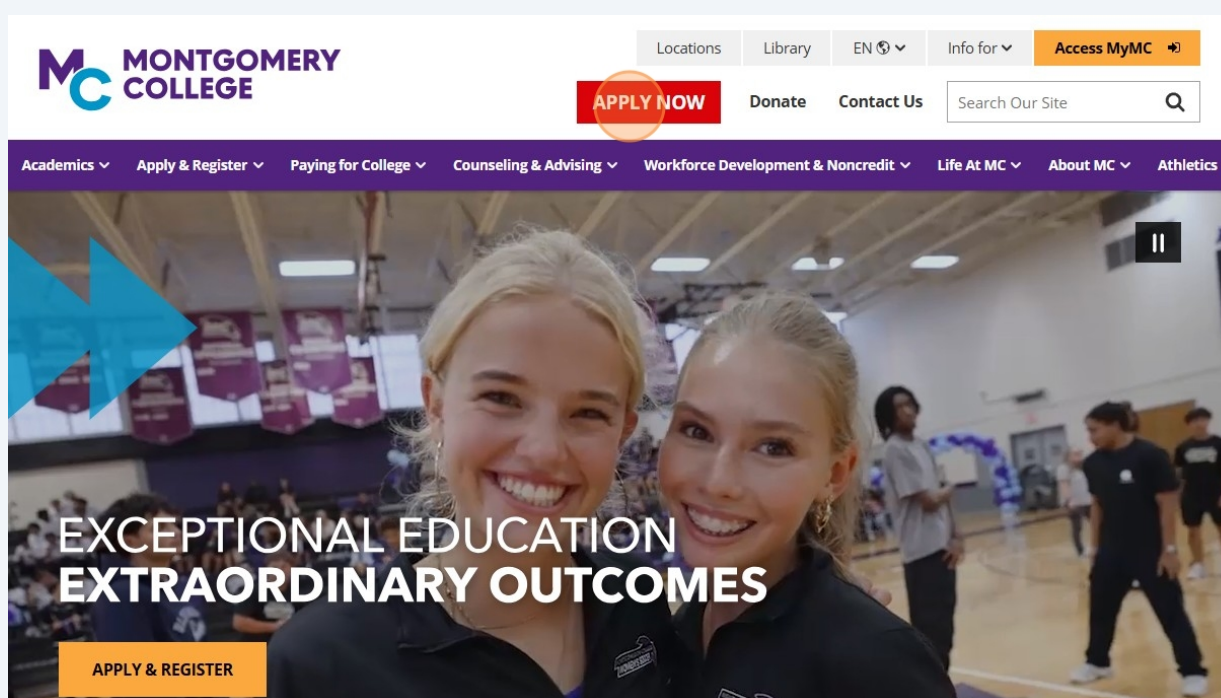 MC MONTGOMERY
COLLEGE
Locations Library EN Info for Access MyMC
APPLY NOW Donate Contact Us Search Our Site
Academics Apply & Register Paying for College Counseling & Advising Workforce Development & Noncredit Life At MC About MC Athletics
EXCEPTIONAL EDUCATION
EXTRAORDINARY OUTCOMES
APPLY & REGISTER